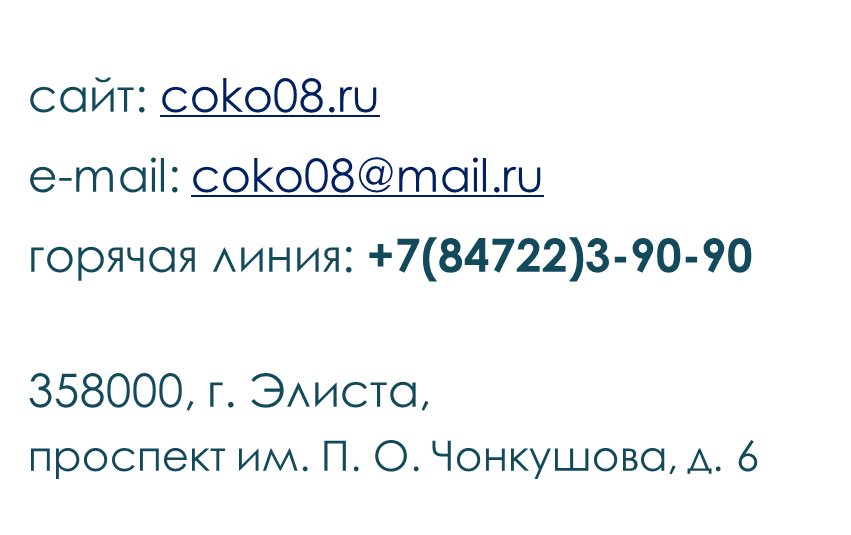 сайт: coko08.ru
e-mail: coko08@mail.ru
горячая линия: +7(84722)3-90-90
358000, г. Элиста,
проспект им. П. О. Чонкушова, д. 6